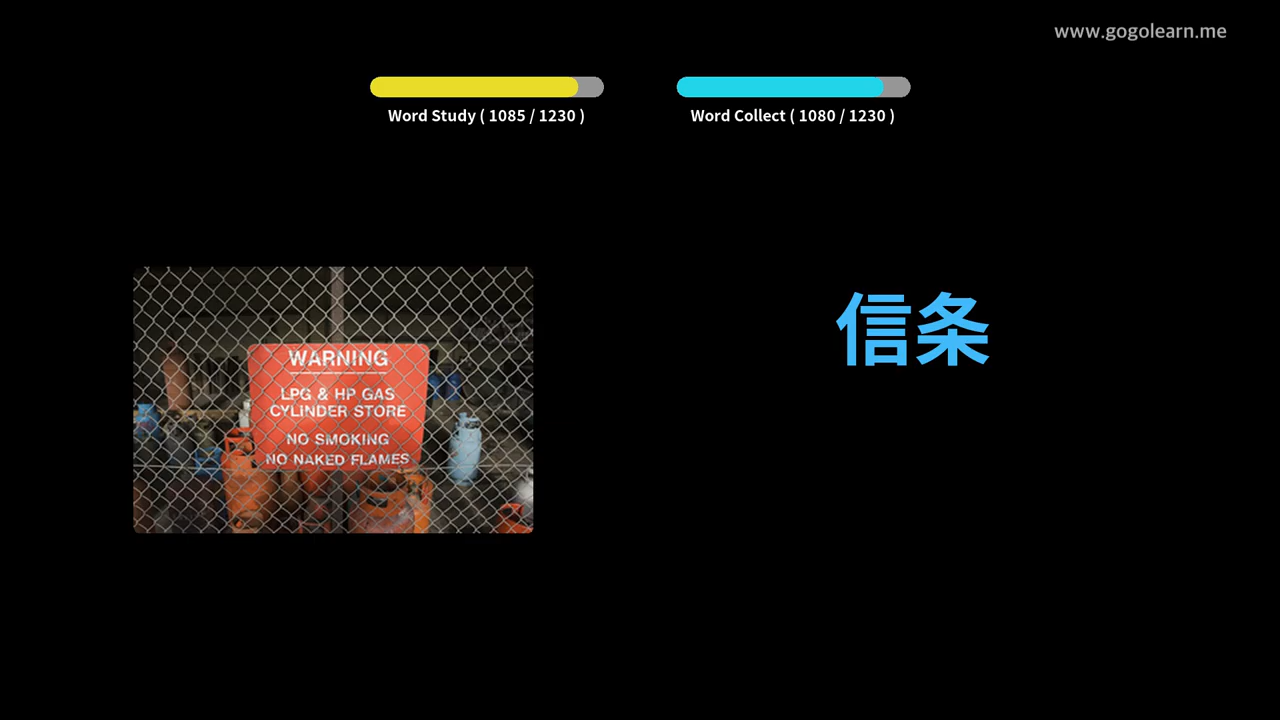 www.gogolearn.me
Word Study ( 1085 / 1230 )
Word Collect ( 1080 / 1230 )
WARNING
LPG & HP GAS
CYLINDER STORE
NO SMOKING
NO NAKED FLAMES
信条